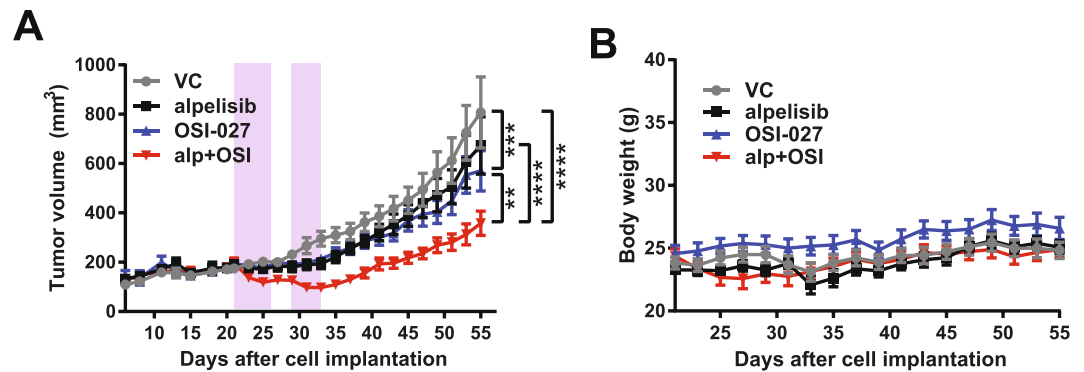 A
Tumor volume (mm³)
1000
800
600
400
200
0
VC
alpelisib
OSI-027
alp+OSI
***
**
****
****
10 15 20 25 30 35 40 45 50 55
Days after cell implantation
B
Body weight (g)
40
35
30
25
20
VC
alpelisib
OSI-027
alp+OSI
25 30 35 40 45 50 55
Days after cell implantation